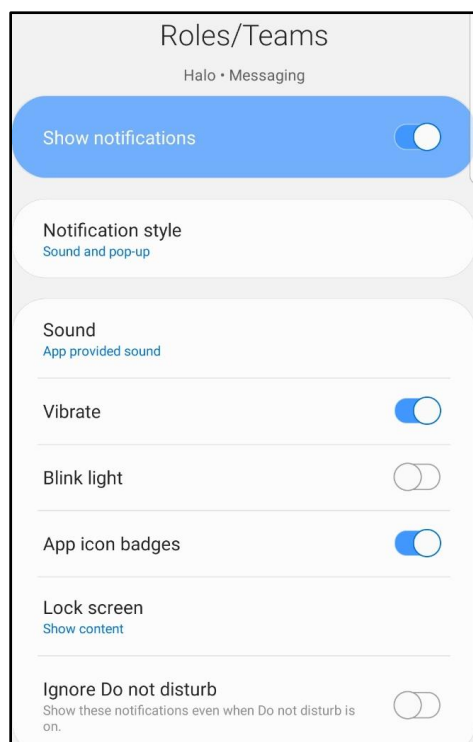 Roles/Teams
Halo • Messaging
Show notifications
Notification style
Sound and pop-up
Sound
App provided sound
Vibrate
Blink light
App icon badges
Lock screen
Show content
Ignore Do not disturb
Show these notifications even when Do not disturb is
on.